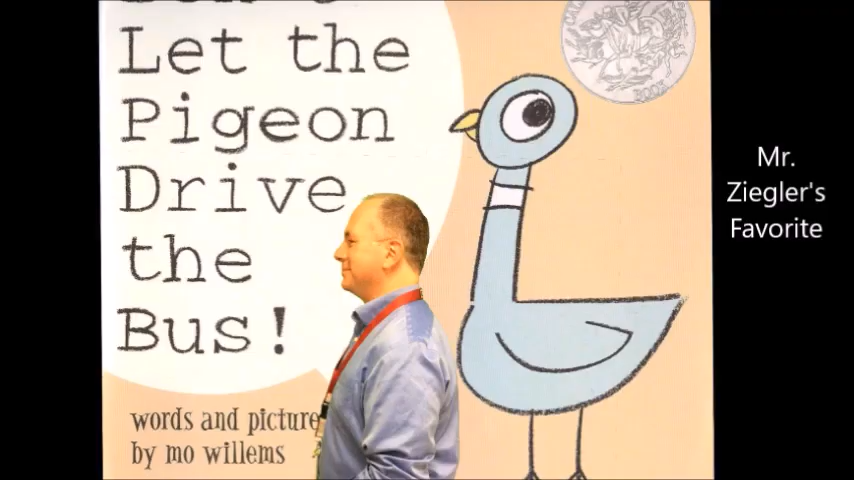 Let the
Pigeon
Drive
the
Bus!
words and picture
by mo willems
Mr.
Ziegler's
Favorite